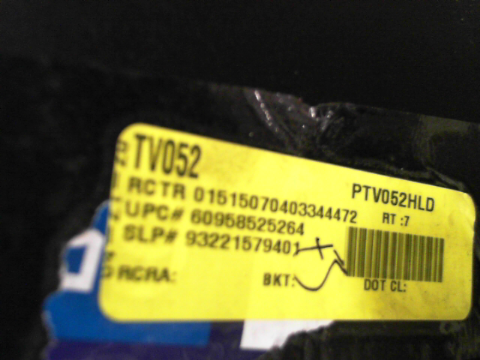 TV052
PTV052HLD
RCTR 01515070403344472 RT :7
UPC# 60958525264
SLP# 93221579401
RCRA: BKT: DOT CL: